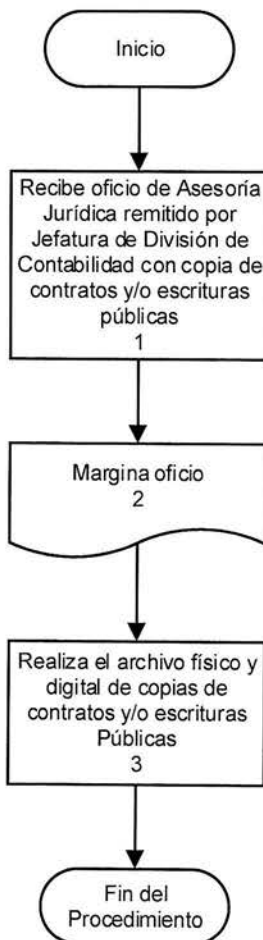 Inicio
Recibe oficio de Asesoría
Jurídica remitido por
Jefatura de División de
Contabilidad con copia de
contratos y/o escrituras
públicas
1
Margina oficio
2
Realiza el archivo físico y
digital de copias de
contratos y/o escrituras
Públicas
3
Fin del
Procedimiento